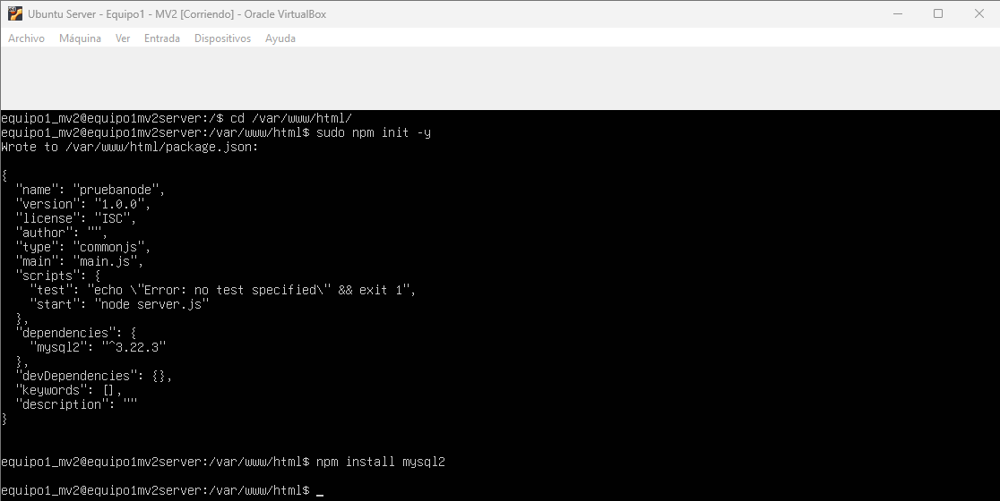 Ubuntu Server - Equipo1 - MV2 [Corriendo] - Oracle VirtualBox
Archivo Máquina Ver Entrada Dispositivos Ayuda
equipo1_mv2@equipo1mv2server:/$ cd /var/www/html/
equipo1_mv2@equipo1mv2server:/var/www/html$ sudo npm init -y
Wrote to /var/www/html/package.json:
{
  "name": "pruebanode",
  "version": "1.0.0",
  "license": "ISC",
  "author": "",
  "type": "commonjs",
  "main": "main.js",
  "scripts": {
    "test": "echo \"Error: no test specified\" && exit 1",
    "start": "node server.js"
  },
  "dependencies": {
    "mysql2": "^3.22.3"
  },
  "devDependencies": {},
  "keywords": [],
  "description": ""
}
equipo1_mv2@equipo1mv2server:/var/www/html$ npm install mysql2
equipo1_mv2@equipo1mv2server:/var/www/html$ _